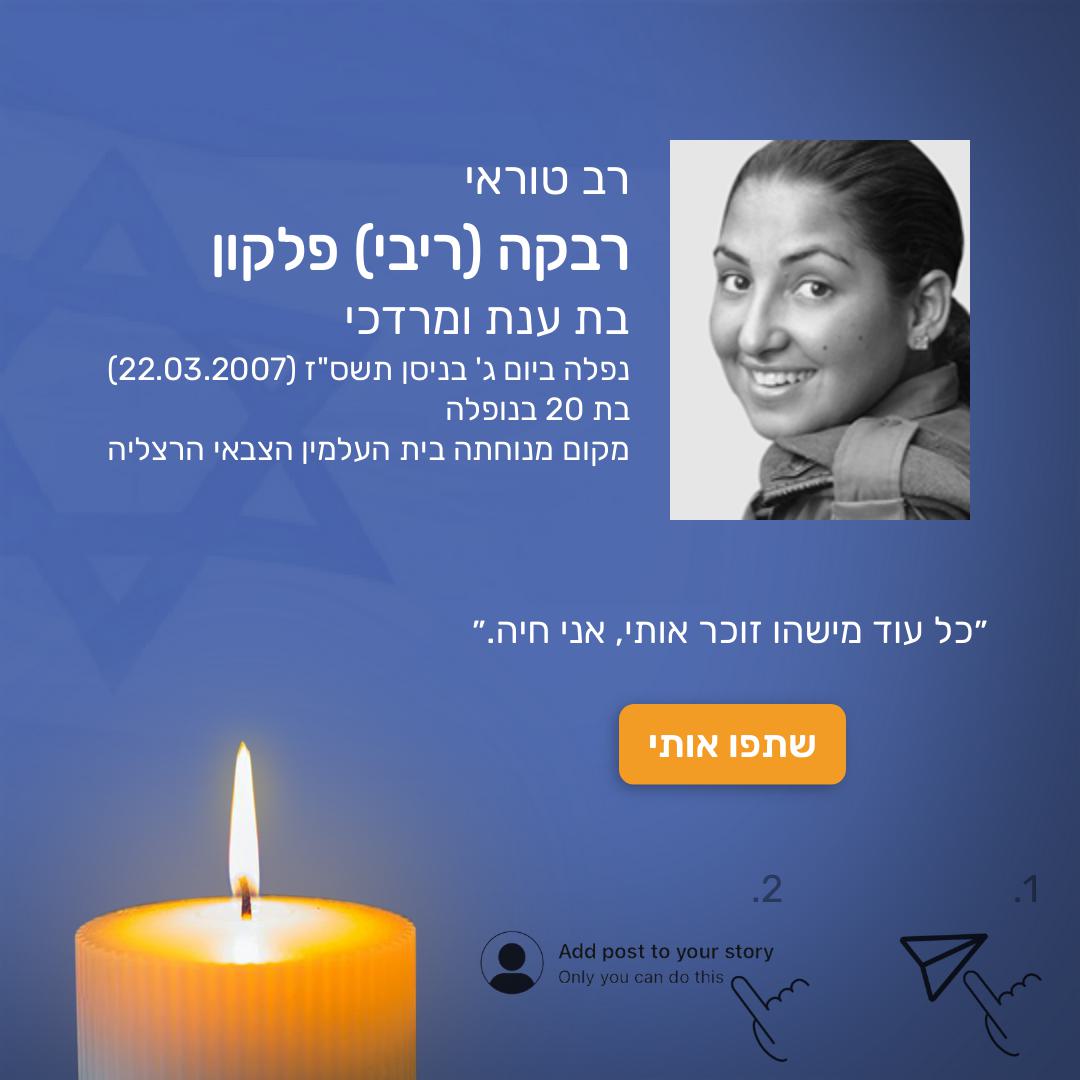 רב טוראי
רבקה (ריבי) פלקון
בת ענת ומרדכי
נפלה ביום ג' בניסן תשס"ז (22.03.2007)
בת 20 בנופלה
מקום מנוחתה בית העלמין הצבאי הרצליה
״כל עוד מישהו זוכר אותי, אני חיה.״
שתפו אותי
1.
2.
Add post to your story
Only you can do this